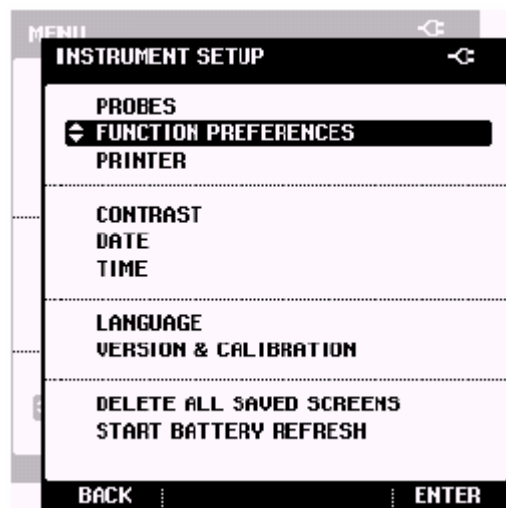 MENU
INSTRUMENT SETUP
PROBES
FUNCTION PREFERENCES
PRINTER
CONTRAST
DATE
TIME
LANGUAGE
VERSION & CALIBRATION
DELETE ALL SAVED SCREENS
START BATTERY REFRESH
BACK ENTER